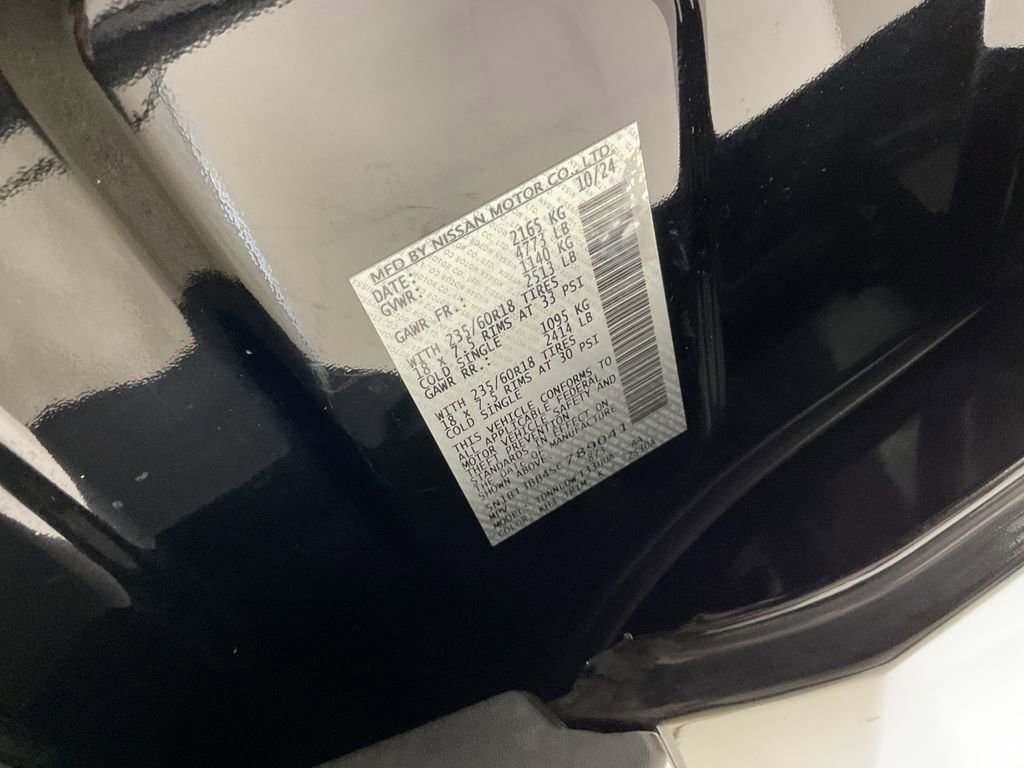 MFD BY NISSAN MOTOR CO., LTD.
DATE: 10/24
GVWR: 2165 KG
4773 LB
GAWR FR.: 1140 KG
2513 LB
WITH 235/60R18 TIRES
18 x 7.5 RIMS AT 33 PSI
COLD SINGLE
GAWR RR.: 1095 KG
2414 LB
WITH 235/60R18 TIRES
18 x 7.5 RIMS AT 30 PSI
COLD SINGLE
THIS VEHICLE CONFORMS TO
ALL APPLICABLE FEDERAL
MOTOR VEHICLE SAFETY AND
THEFT PREVENTION
STANDARDS IN EFFECT ON
THE DATE OF MANUFACTURE
SHOWN ABOVE.
789041
MPV
MODEL:
COLOR: TRIM: